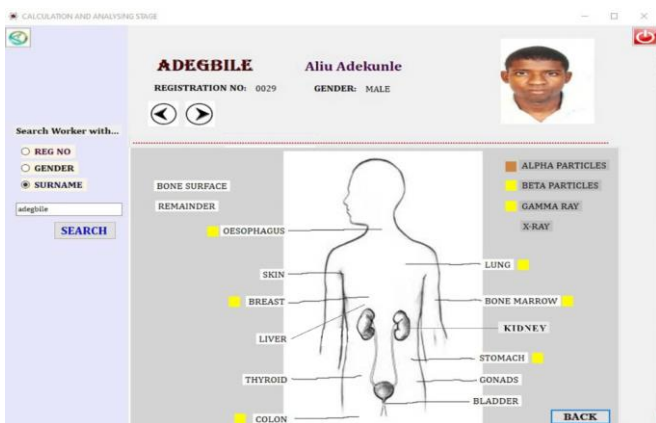 CALCULATION AND ANALYSING STAGE
ADEGBILE Aliu Adekunle
REGISTRATION NO: 0029 GENDER: MALE
Search Worker with...
REG NO
GENDER
SURNAME
adegbile
SEARCH
BONE SURFACE
REMAINDER
OESOPHAGUS
SKIN
BREAST
LIVER
THYROID
COLON
ALPHA PARTICLES
BETA PARTICLES
GAMMA RAY
X-RAY
LUNG
BONE MARROW
KIDNEY
STOMACH
GONADS
BLADDER
BACK